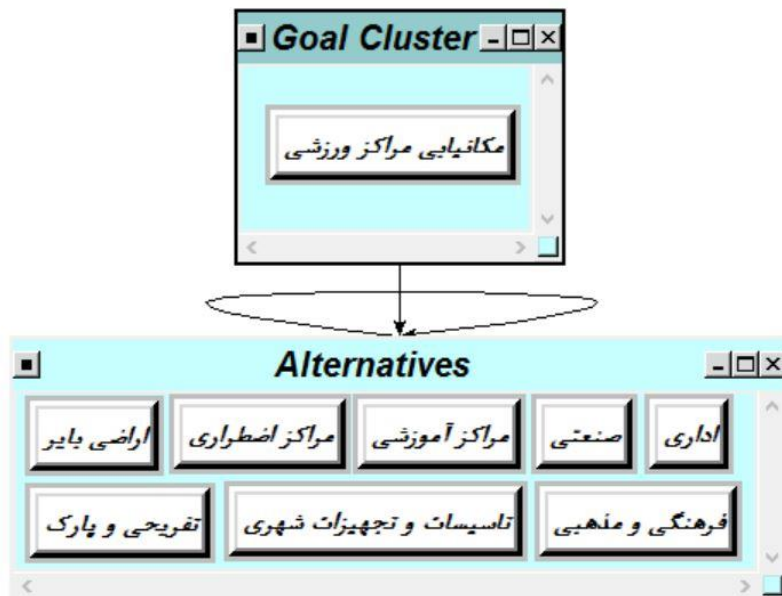 Goal Cluster
مکانیابی مراکز ورزشی
Alternatives
اداری صنعتی مراکز آموزشی مراکز اضطراری اراضی بایر
فرهنگی و مذهبی تاسیسات و تجهیزات شهری تفریحی و پارک